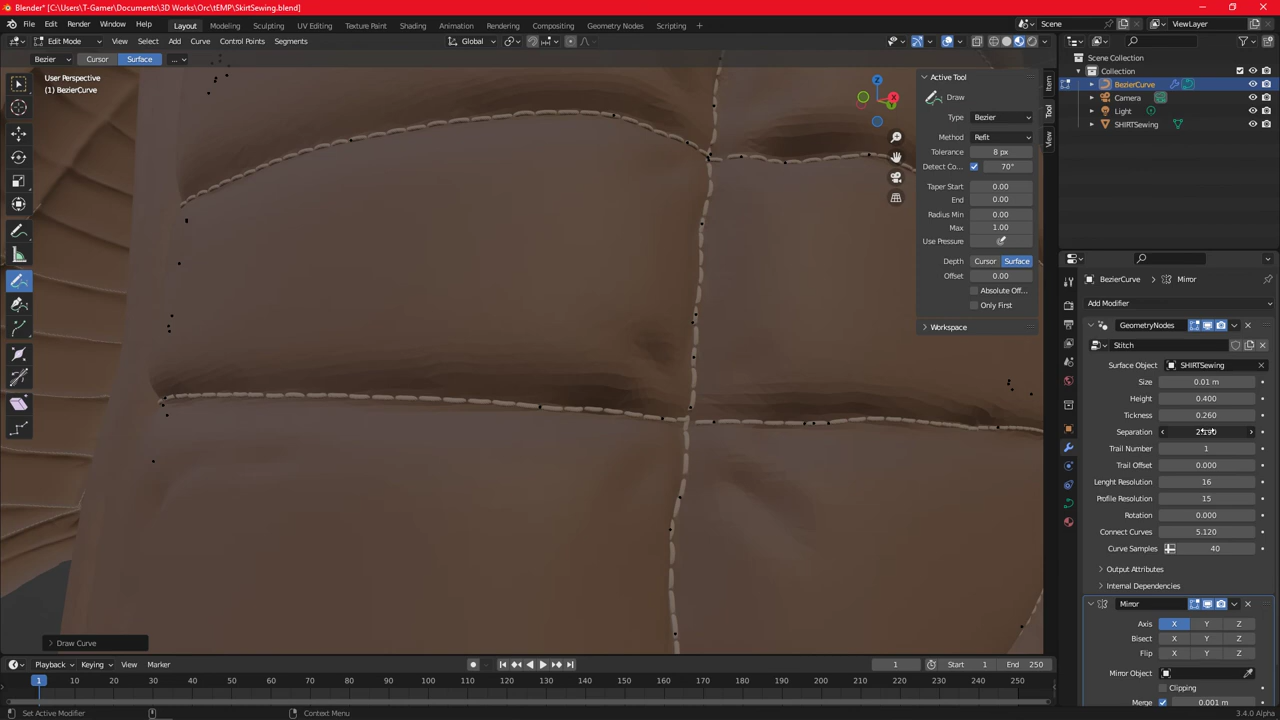 Blender* [C:\Users\T-Gamer\Documents\3D Works\Orc\tEMP\SkirtSewing.blend]
File Edit Render Window Help Layout Modeling Sculpting UV Editing Texture Paint Shading Animation Rendering Compositing Geometry Nodes Scripting + Scene ViewLayer
Edit Mode View Select Add Curve Control Points Segments Global
Bezier Cursor Surface ...
User Perspective
(1) BezierCurve
Z
X
Y
Item
Tool
View
Active Tool
Draw
Type Bezier
Method Refit
Tolerance 8 px
Detect Co... 70°
Taper Start 0.00
End 0.00
Radius Min 0.00
Max 1.00
Use Pressure
Depth Cursor Surface
Offset 0.00
Absolute Off...
Only First
Workspace
Scene Collection
Collection
BezierCurve
Camera
Light
SHIRTSewing
BezierCurve Mirror
Add Modifier
GeometryNodes
Stitch
Surface Object SHIRTSewing
Size 0.01 m
Height 0.400
Tickness 0.260
Separation
Trail Number 1
Trail Offset 0.000
Lenght Resolution 16
Profile Resolution 15
Rotation 0.000
Connect Curves 5.120
Curve Samples 40
Output Attributes
Internal Dependencies
Mirror
Axis X Y Z
Bisect X Y Z
Flip X Y Z
Mirror Object
Clipping
Merge 0.001 m
Draw Curve
Playback Keying View Marker 1 Start 1 End 250
1 10 20 30 40 50 60 70 80 90 100 110 120 130 140 150 160 170 180 190 200 210 220 230 240 250
Set Active Modifier Context Menu 3.4.0 Alpha